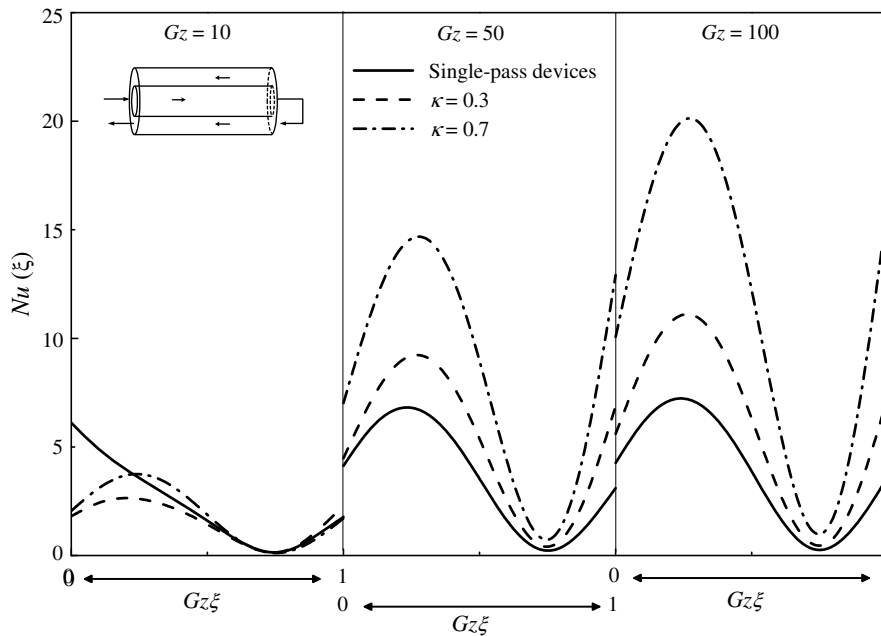 25
20
15
10
5
0
Nu (ξ)
Gz = 10
Gz = 50
Gz = 100
Single-pass devices
κ = 0.3
κ = 0.7
0 1 0
0 1
Gzξ
Gzξ
Gzξ